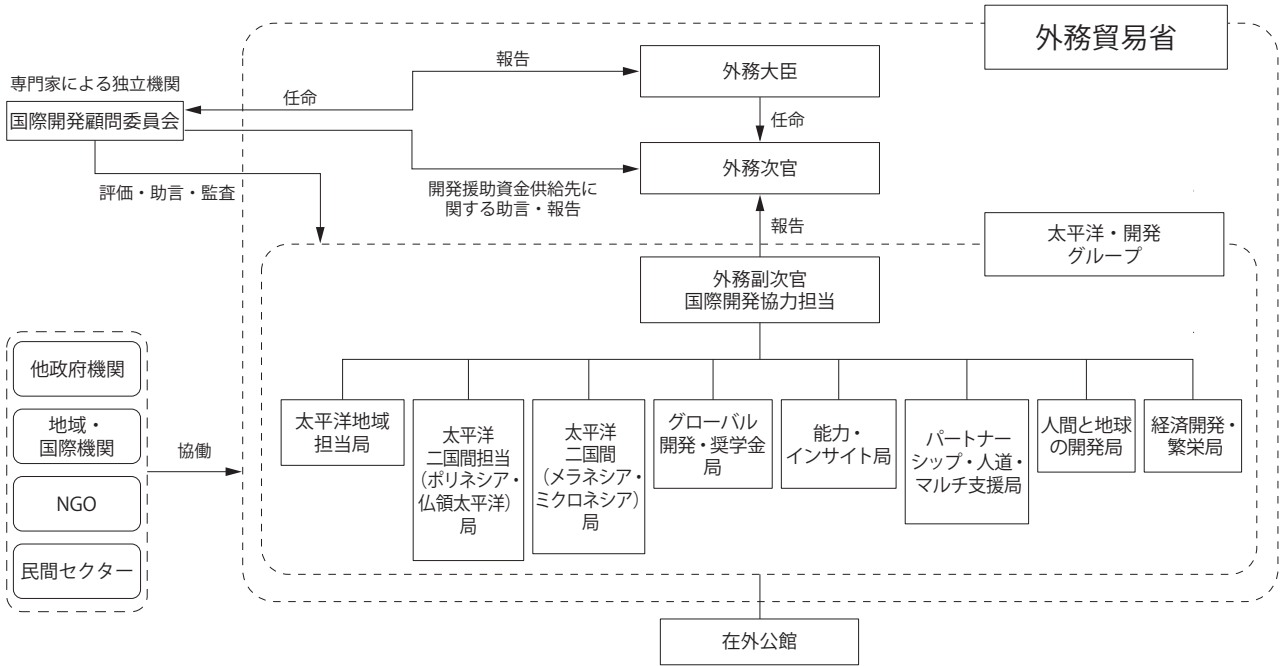 外務貿易省
報告
外務大臣
専門家による独立機関
任命
国際開発顧問委員会
任命
外務次官
評価・助言・監査
開発援助資金供給先に
関する助言・報告
報告
太平洋・開発
グループ
外務副次官
国際開発協力担当
他政府機関
地域・
国際機関
NGO
民間セクター
協働
太平洋地域
担当局
太平洋
二国間担当
（ポリネシア・
仏領太平洋）
局
太平洋
二国間
（メラネシア・
ミクロネシア）
局
グローバル
開発・奨学金
局
能力・
インサイト局
パートナー
シップ・人道・
マルチ支援局
人間と地球
の開発局
経済開発・
繁栄局
在外公館